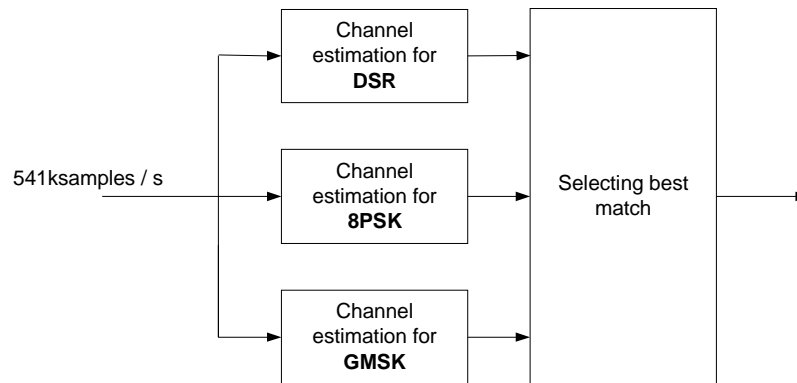 Channel
estimation for
DSR
541ksamples / s
Channel
estimation for
8PSK
Selecting best
match
Channel
estimation for
GMSK